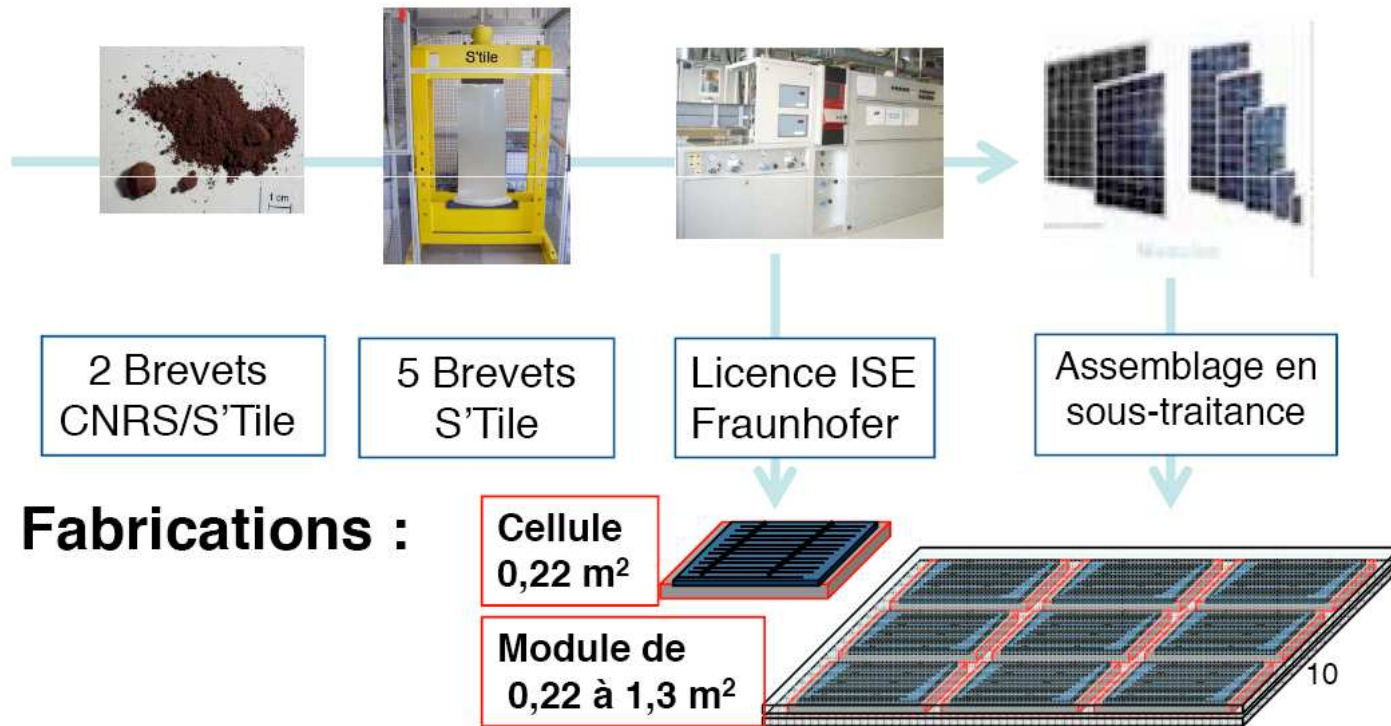 S'tile
1 cm
2 Brevets
CNRS/S'Tile
5 Brevets
S'Tile
Licence ISE
Fraunhofer
Assemblage en
sous-traitance
Fabrications :
Cellule
0,22 m²
Module de
0,22 à 1,3 m²
10